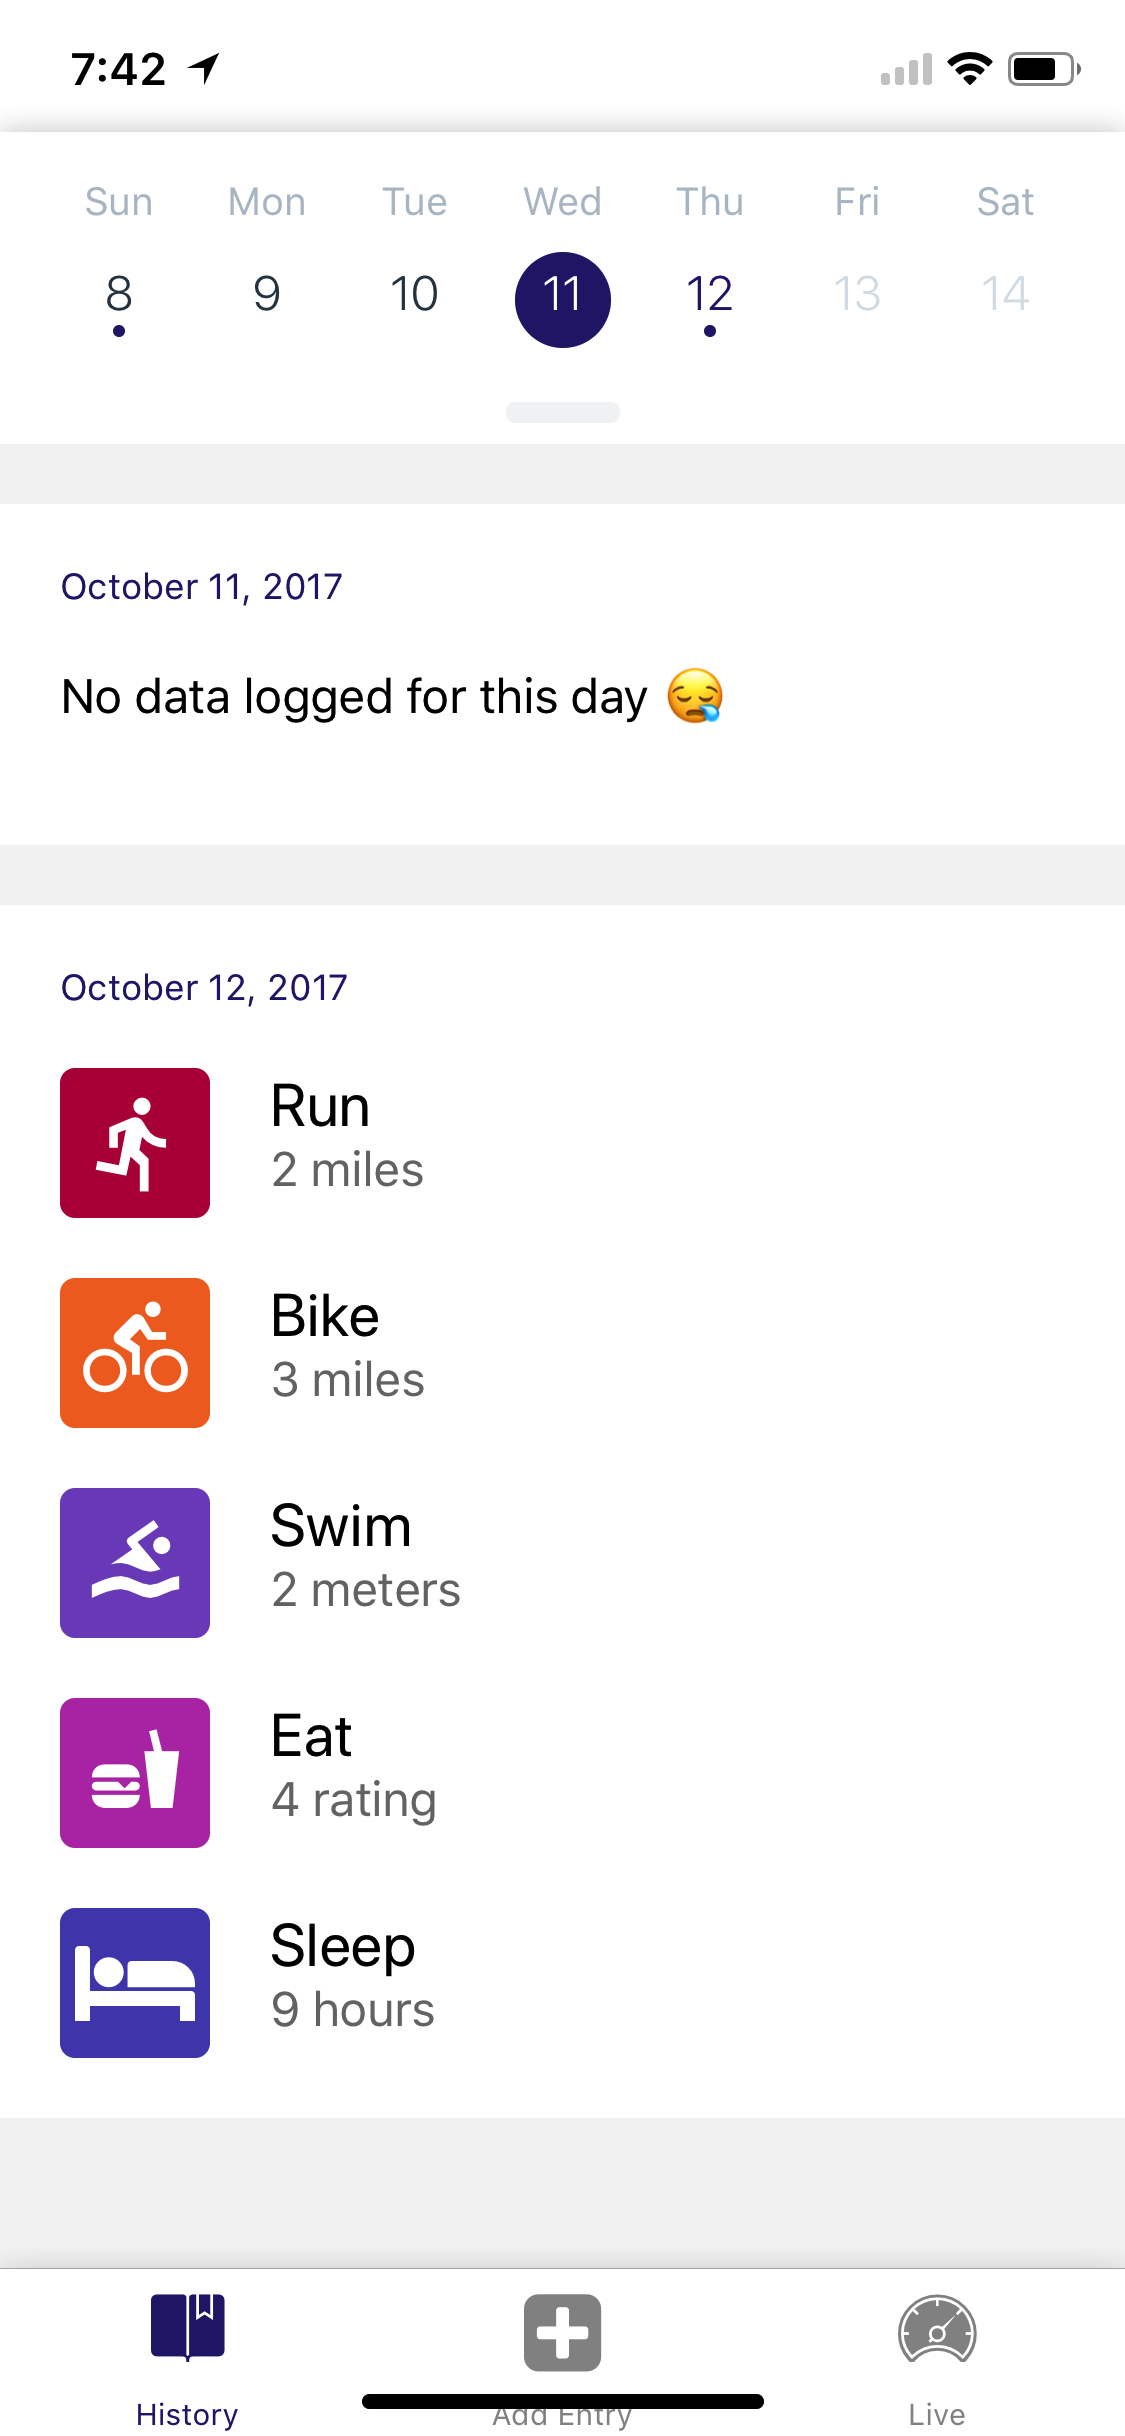 7:42
Sun Mon Tue Wed Thu Fri Sat
8 9 10 11 12 13 14
October 11, 2017
No data logged for this day 😪
October 12, 2017
Run
2 miles
Bike
3 miles
Swim
2 meters
Eat
4 rating
Sleep
9 hours
History Add Entry Live